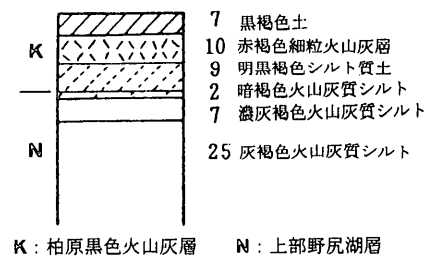 7 黒褐色土
10 赤褐色細粒火山灰層
9 明黒褐色シルト質土
2 暗褐色火山灰質シルト
7 濃灰褐色火山灰質シルト
25 灰褐色火山灰質シルト
K
N
K:柏原黒色火山灰層 N:上部野尻湖層